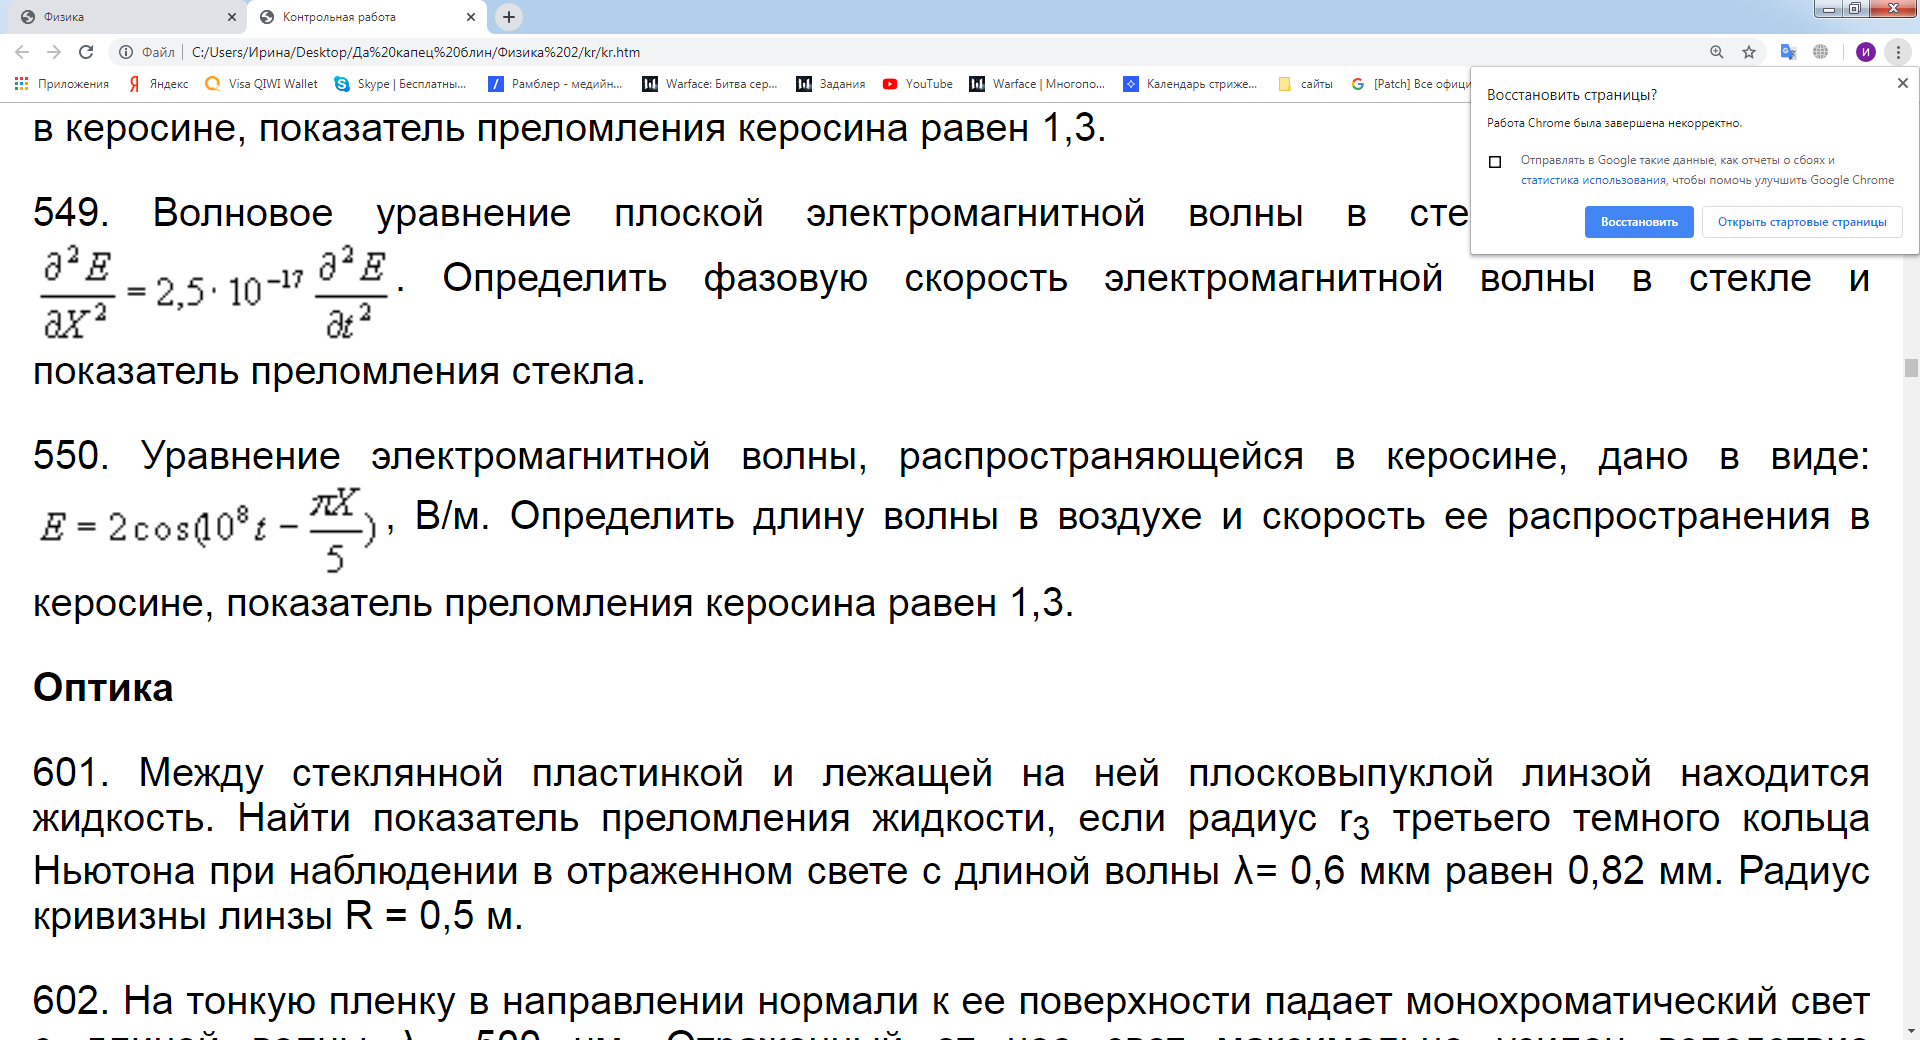 Физика
Контрольная работа
Файл | C:/Users/Ирина/Desktop/Да%20капец%20блин/Физика%202/kr/kr.htm
И
Приложения Яндекс Visa QIWI Wallet Skype | Бесплатны... Рамблер - медийн... Warface: Битва сер... Задания YouTube Warface | Многопо... Календарь стриже... сайты [Patch] Все офици
Восстановить страницы?
Работа Chrome была завершена некорректно.
Отправлять в Google такие данные, как отчеты о сбоях и
статистика использования, чтобы помочь улучшить Google Chrome
Восстановить Открыть стартовые страницы
в керосине, показатель преломления керосина равен 1,3.
549. Волновое уравнение плоской электромагнитной волны в сте
∂²E/∂X² = 2,5·10⁻¹⁷ ∂²E/∂t². Определить фазовую скорость электромагнитной волны в стекле и
показатель преломления стекла.
550. Уравнение электромагнитной волны, распространяющейся в керосине, дано в виде:
E = 2cos(10⁸t − πX/5), В/м. Определить длину волны в воздухе и скорость ее распространения в
керосине, показатель преломления керосина равен 1,3.
Оптика
601. Между стеклянной пластинкой и лежащей на ней плосковыпуклой линзой находится
жидкость. Найти показатель преломления жидкости, если радиус r₃ третьего темного кольца
Ньютона при наблюдении в отраженном свете с длиной волны λ= 0,6 мкм равен 0,82 мм. Радиус
кривизны линзы R = 0,5 м.
602. На тонкую пленку в направлении нормали к ее поверхности падает монохроматический свет